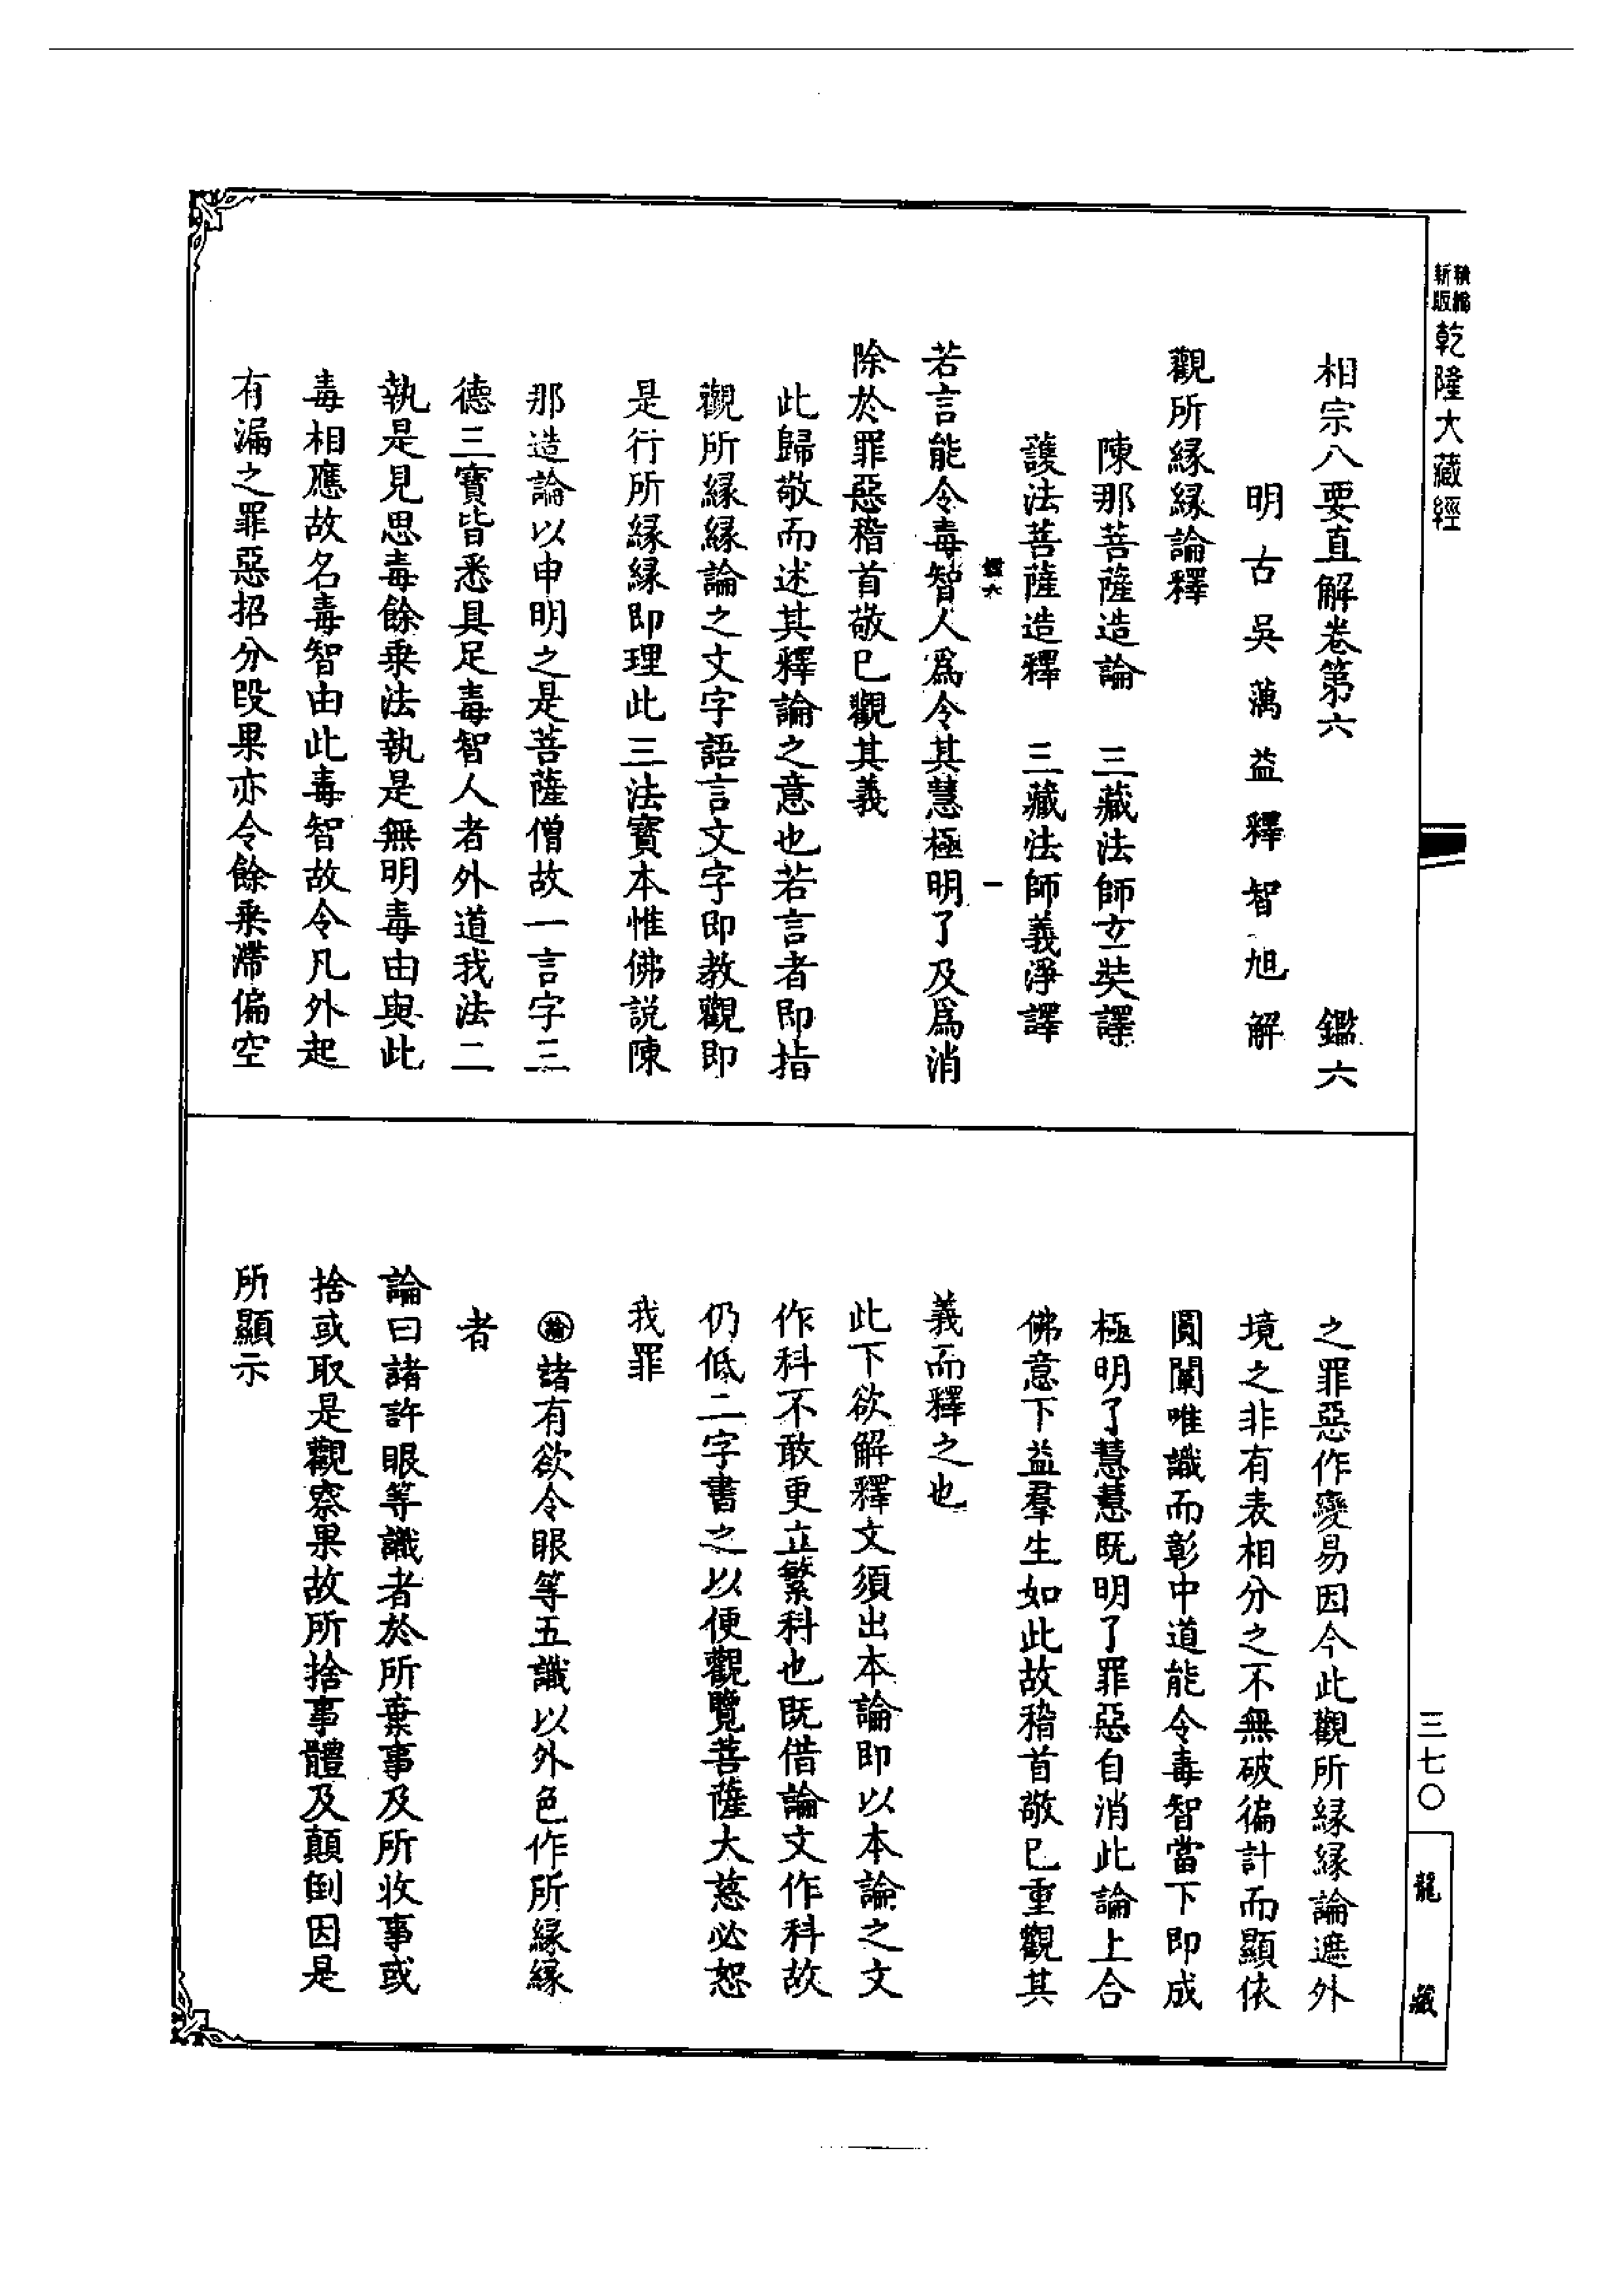 乾隆大藏經
相宗八要直解卷第六　鑑六
明古吳蕅益釋智旭解
觀所緣緣論釋
陳那菩薩造論　三藏法師玄奘譯
護法菩薩造釋　三藏法師義淨譯
鑑六　一
若言能令毒智人爲令其慧極明了及爲消
除於罪惡稽首敬已觀其義
此歸敬而述其釋論之意也若言者即指
觀所緣緣論之文字語言文字即教觀即
是行所緣緣即理此三法寶本惟佛說陳
那造論以申明之是菩薩僧故一言字三
德三寶皆悉具足毒智人者外道我法二
執是見思毒餘乗法執是無明毒由與此
毒相應故名毒智由此毒智故令凡外起
有漏之罪惡招分段果亦令餘乗滯偏空
之罪惡作變易因今此觀所緣緣論遮外
境之非有表相分之不無破徧計而顯依
圓闡唯識而彰中道能令毒智當下即成
極明了慧慧既明了罪惡自消此論上合
佛意下益羣生如此故稽首敬已重觀其
義而釋之也
此下欲解釋文須出本論即以本論之文
作科不敢更立繁科也既借論文作科故
仍低二字書之以便觀覽菩薩大慈必恕
我罪
論諸有欲令眼等五識以外色作所緣緣
者
論曰諸許眼等識者於所棄事及所收事或
捨或取是觀察果故所捨事體及顛倒因是
所顯示
三七〇
龍藏